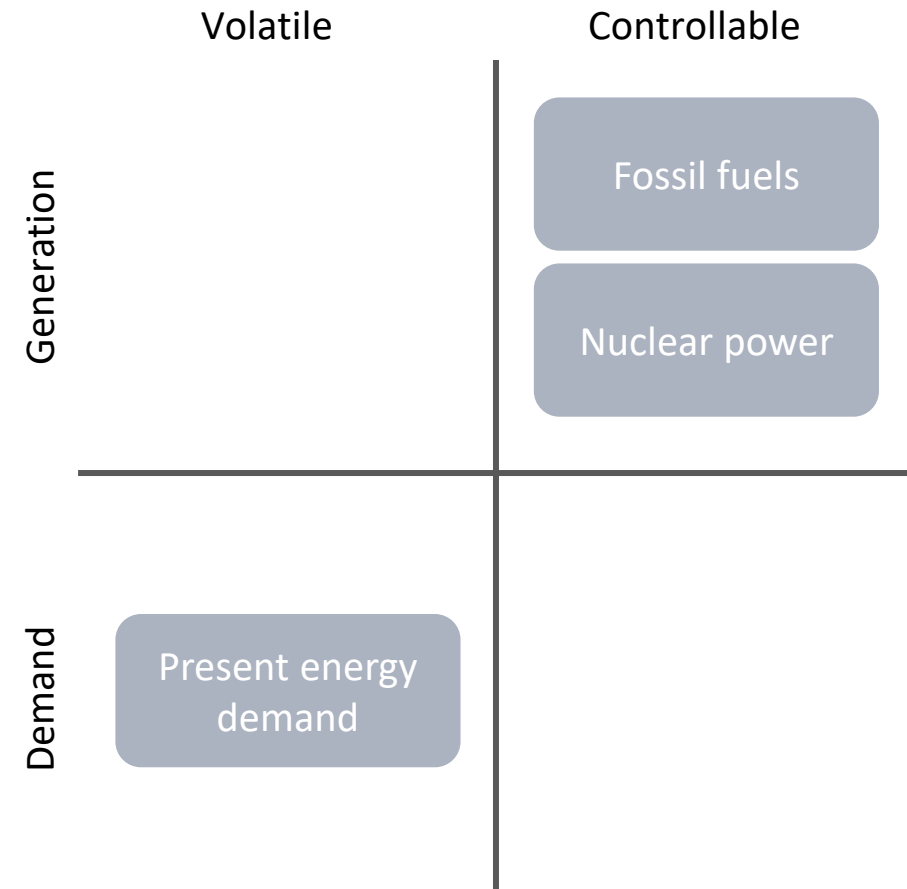 Volatile
Controllable
Generation
Fossil fuels
Nuclear power
Demand
Present energy
demand